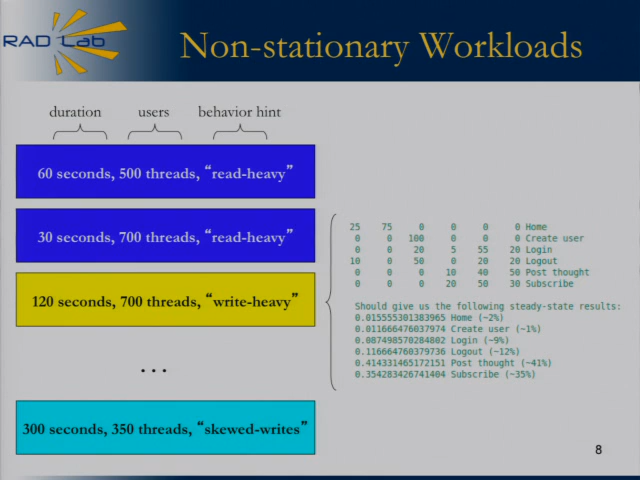 RAD Lab
Non-stationary Workloads
duration users behavior hint
60 seconds, 500 threads, “read-heavy”
30 seconds, 700 threads, “read-heavy”
120 seconds, 700 threads, “write-heavy”
...
300 seconds, 350 threads, “skewed-writes”
25 75 0 0 0 0 Home
0 0 100 0 0 0 Create user
0 0 20 5 55 20 Login
10 0 50 0 20 20 Logout
0 0 0 10 40 50 Post thought
0 0 0 20 50 30 Subscribe
Should give us the following steady-state results:
0.015555301383965 Home (~2%)
0.011666476037974 Create user (~1%)
0.087498570284802 Login (~9%)
0.116664760379736 Logout (~12%)
0.414331465172151 Post thought (~41%)
0.354283426741404 Subscribe (~35%)
8